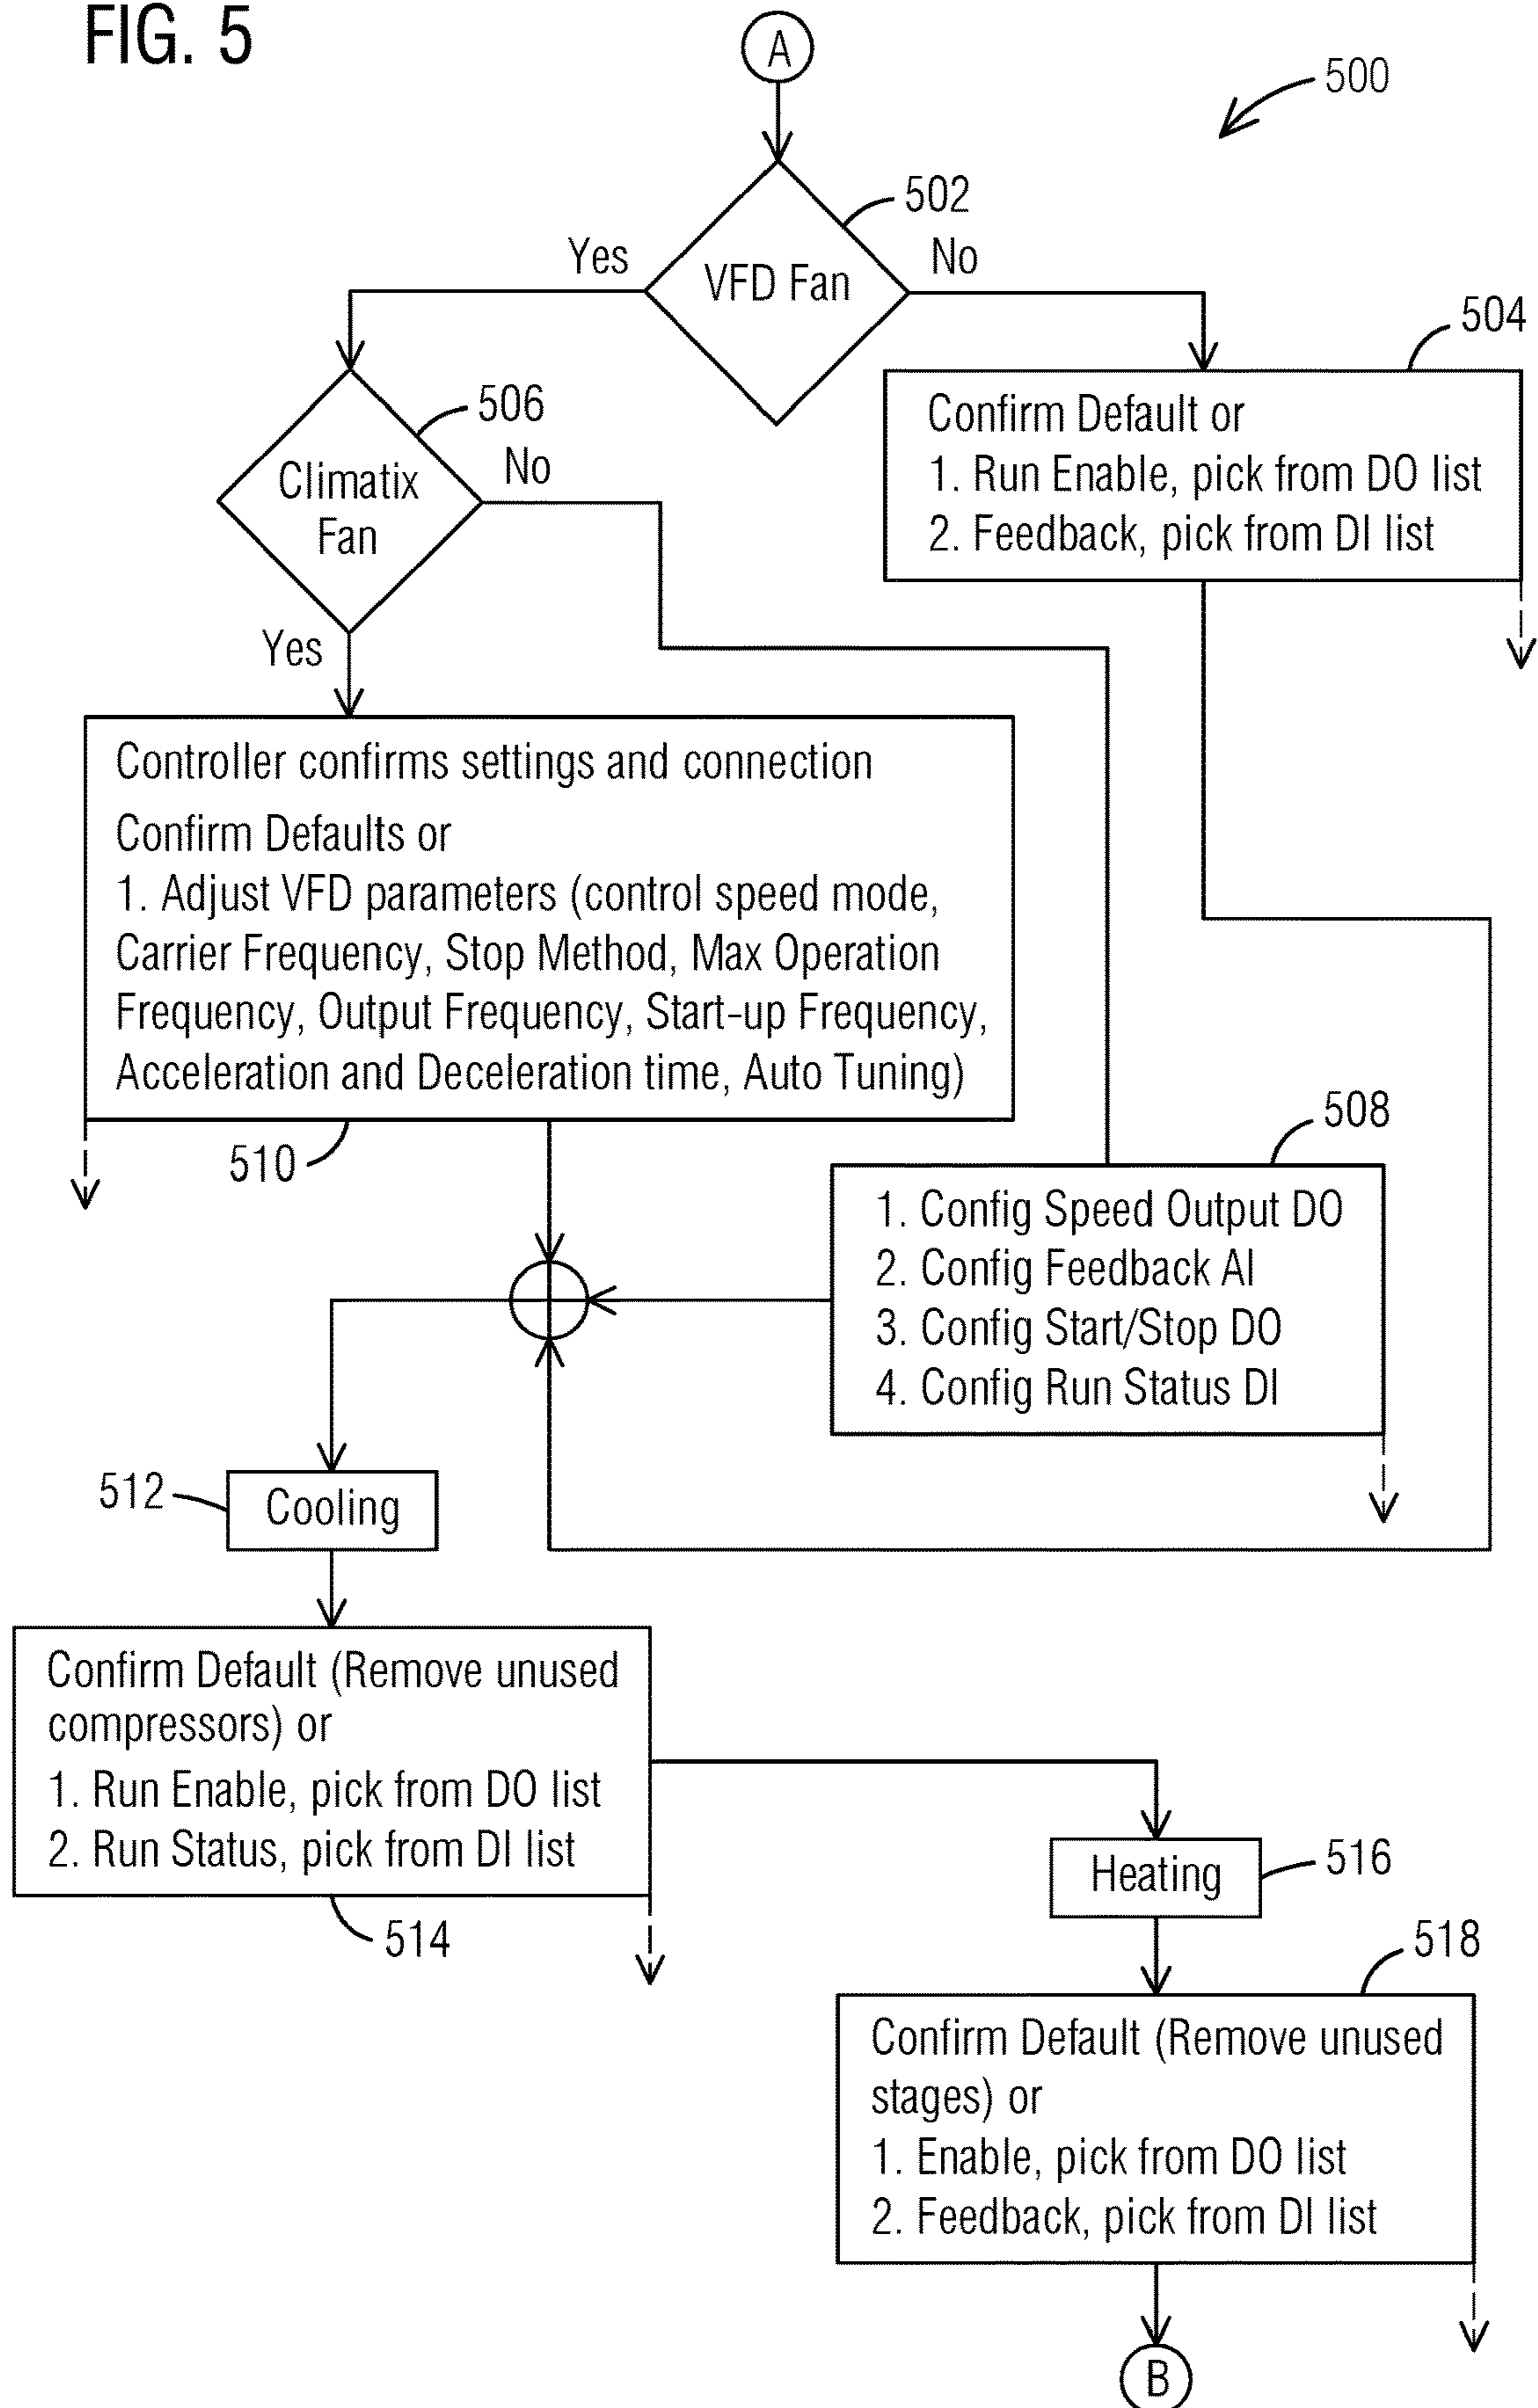 FIG. 5
A
500
502
Yes
VFD Fan
No
504
Confirm Default or
1. Run Enable, pick from DO list
2. Feedback, pick from DI list
506
Climatix
Fan
No
Yes
Controller confirms settings and connection
Confirm Defaults or
1. Adjust VFD parameters (control speed mode,
Carrier Frequency, Stop Method, Max Operation
Frequency, Output Frequency, Start-up Frequency,
Acceleration and Deceleration time, Auto Tuning)
510
508
1. Config Speed Output DO
2. Config Feedback AI
3. Config Start/Stop DO
4. Config Run Status DI
512
Cooling
Confirm Default (Remove unused
compressors) or
1. Run Enable, pick from DO list
2. Run Status, pick from DI list
514
Heating
516
518
Confirm Default (Remove unused
stages) or
1. Enable, pick from DO list
2. Feedback, pick from DI list
B